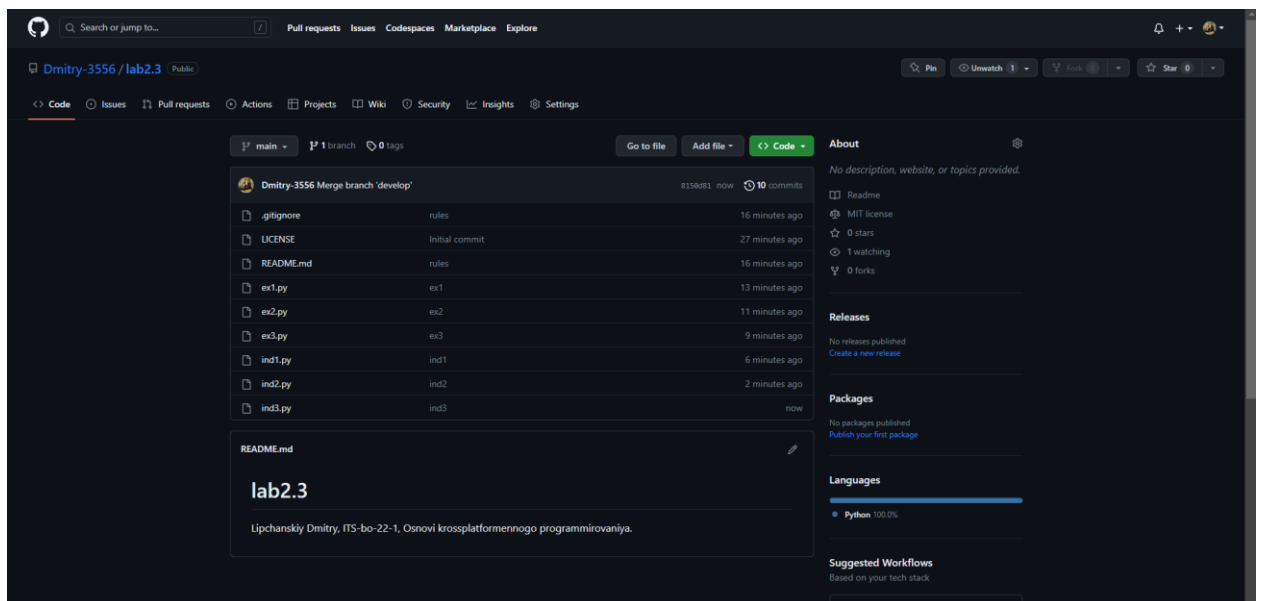 Search or jump to... / Pull requests Issues Codespaces Marketplace Explore
Dmitry-3556 / lab2.3 Public Pin Unwatch 1 Fork Star 0
Code Issues Pull requests Actions Projects Wiki Security Insights Settings
main 1 branch 0 tags Go to file Add file Code
Dmitry-3556 Merge branch 'develop' 8150d81 now 10 commits
.gitignore rules 16 minutes ago
LICENSE Initial commit 27 minutes ago
README.md rules 16 minutes ago
ex1.py ex1 13 minutes ago
ex2.py ex2 11 minutes ago
ex3.py ex3 9 minutes ago
ind1.py ind1 6 minutes ago
ind2.py ind2 2 minutes ago
ind3.py ind3 now
README.md
lab2.3
Lipchanskiy Dmitry, ITS-bo-22-1, Osnovi krossplatformennogo programmirovaniya.
About
No description, website, or topics provided.
Readme
MIT license
0 stars
1 watching
0 forks
Releases
No releases published
Create a new release
Packages
No packages published
Publish your first package
Languages
Python 100.0%
Suggested Workflows
Based on your tech stack